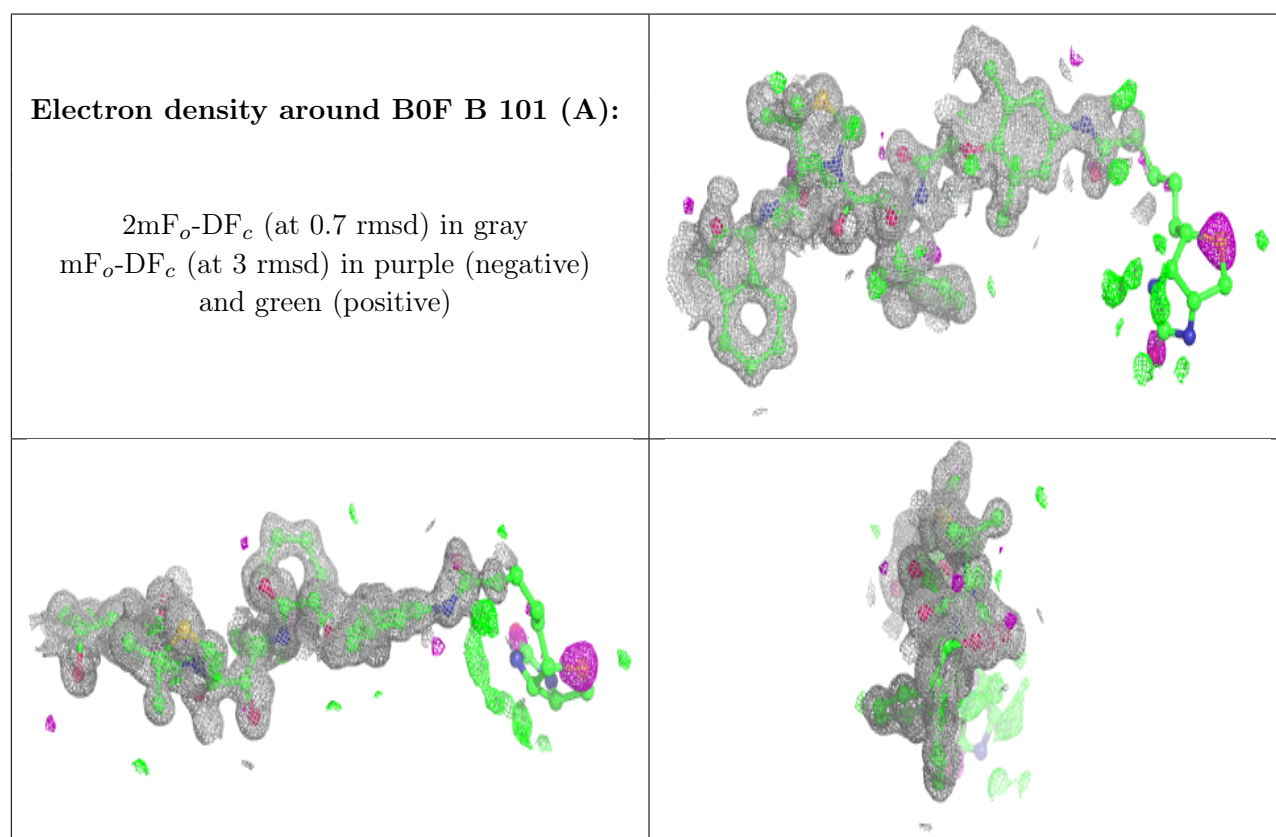 Electron density around B0F B 101 (A):
2mFo-DFc (at 0.7 rmsd) in gray
mFo-DFc (at 3 rmsd) in purple (negative)
and green (positive)